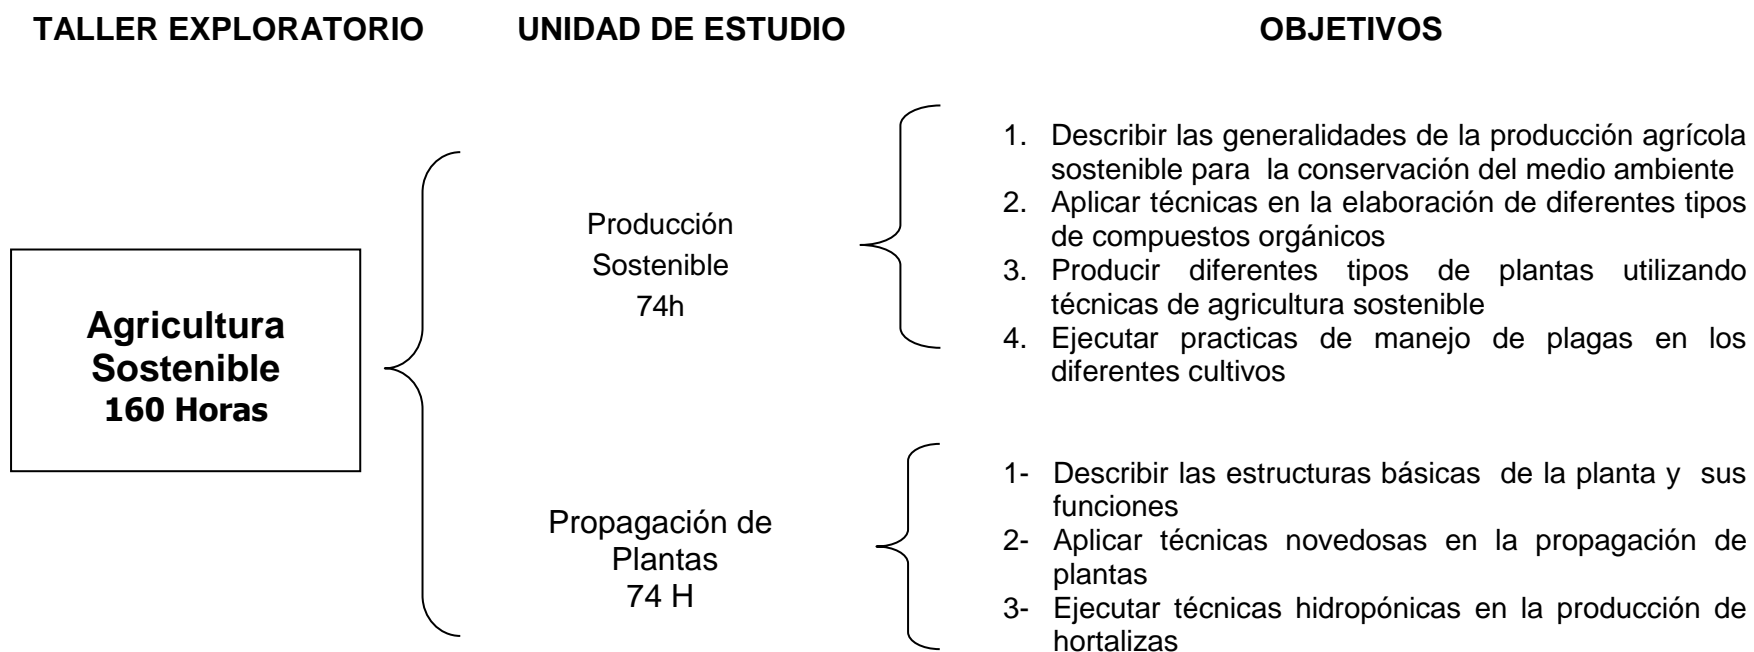 TALLER EXPLORATORIO
UNIDAD DE ESTUDIO
OBJETIVOS
Agricultura
Sostenible
160 Horas
Producción
Sostenible
74h
1. Describir las generalidades de la producción agrícola
sostenible para la conservación del medio ambiente
2. Aplicar técnicas en la elaboración de diferentes tipos
de compuestos orgánicos
3. Producir diferentes tipos de plantas utilizando
técnicas de agricultura sostenible
4. Ejecutar practicas de manejo de plagas en los
diferentes cultivos
Propagación de
Plantas
74 H
1- Describir las estructuras básicas de la planta y sus
funciones
2- Aplicar técnicas novedosas en la propagación de
plantas
3- Ejecutar técnicas hidropónicas en la producción de
hortalizas